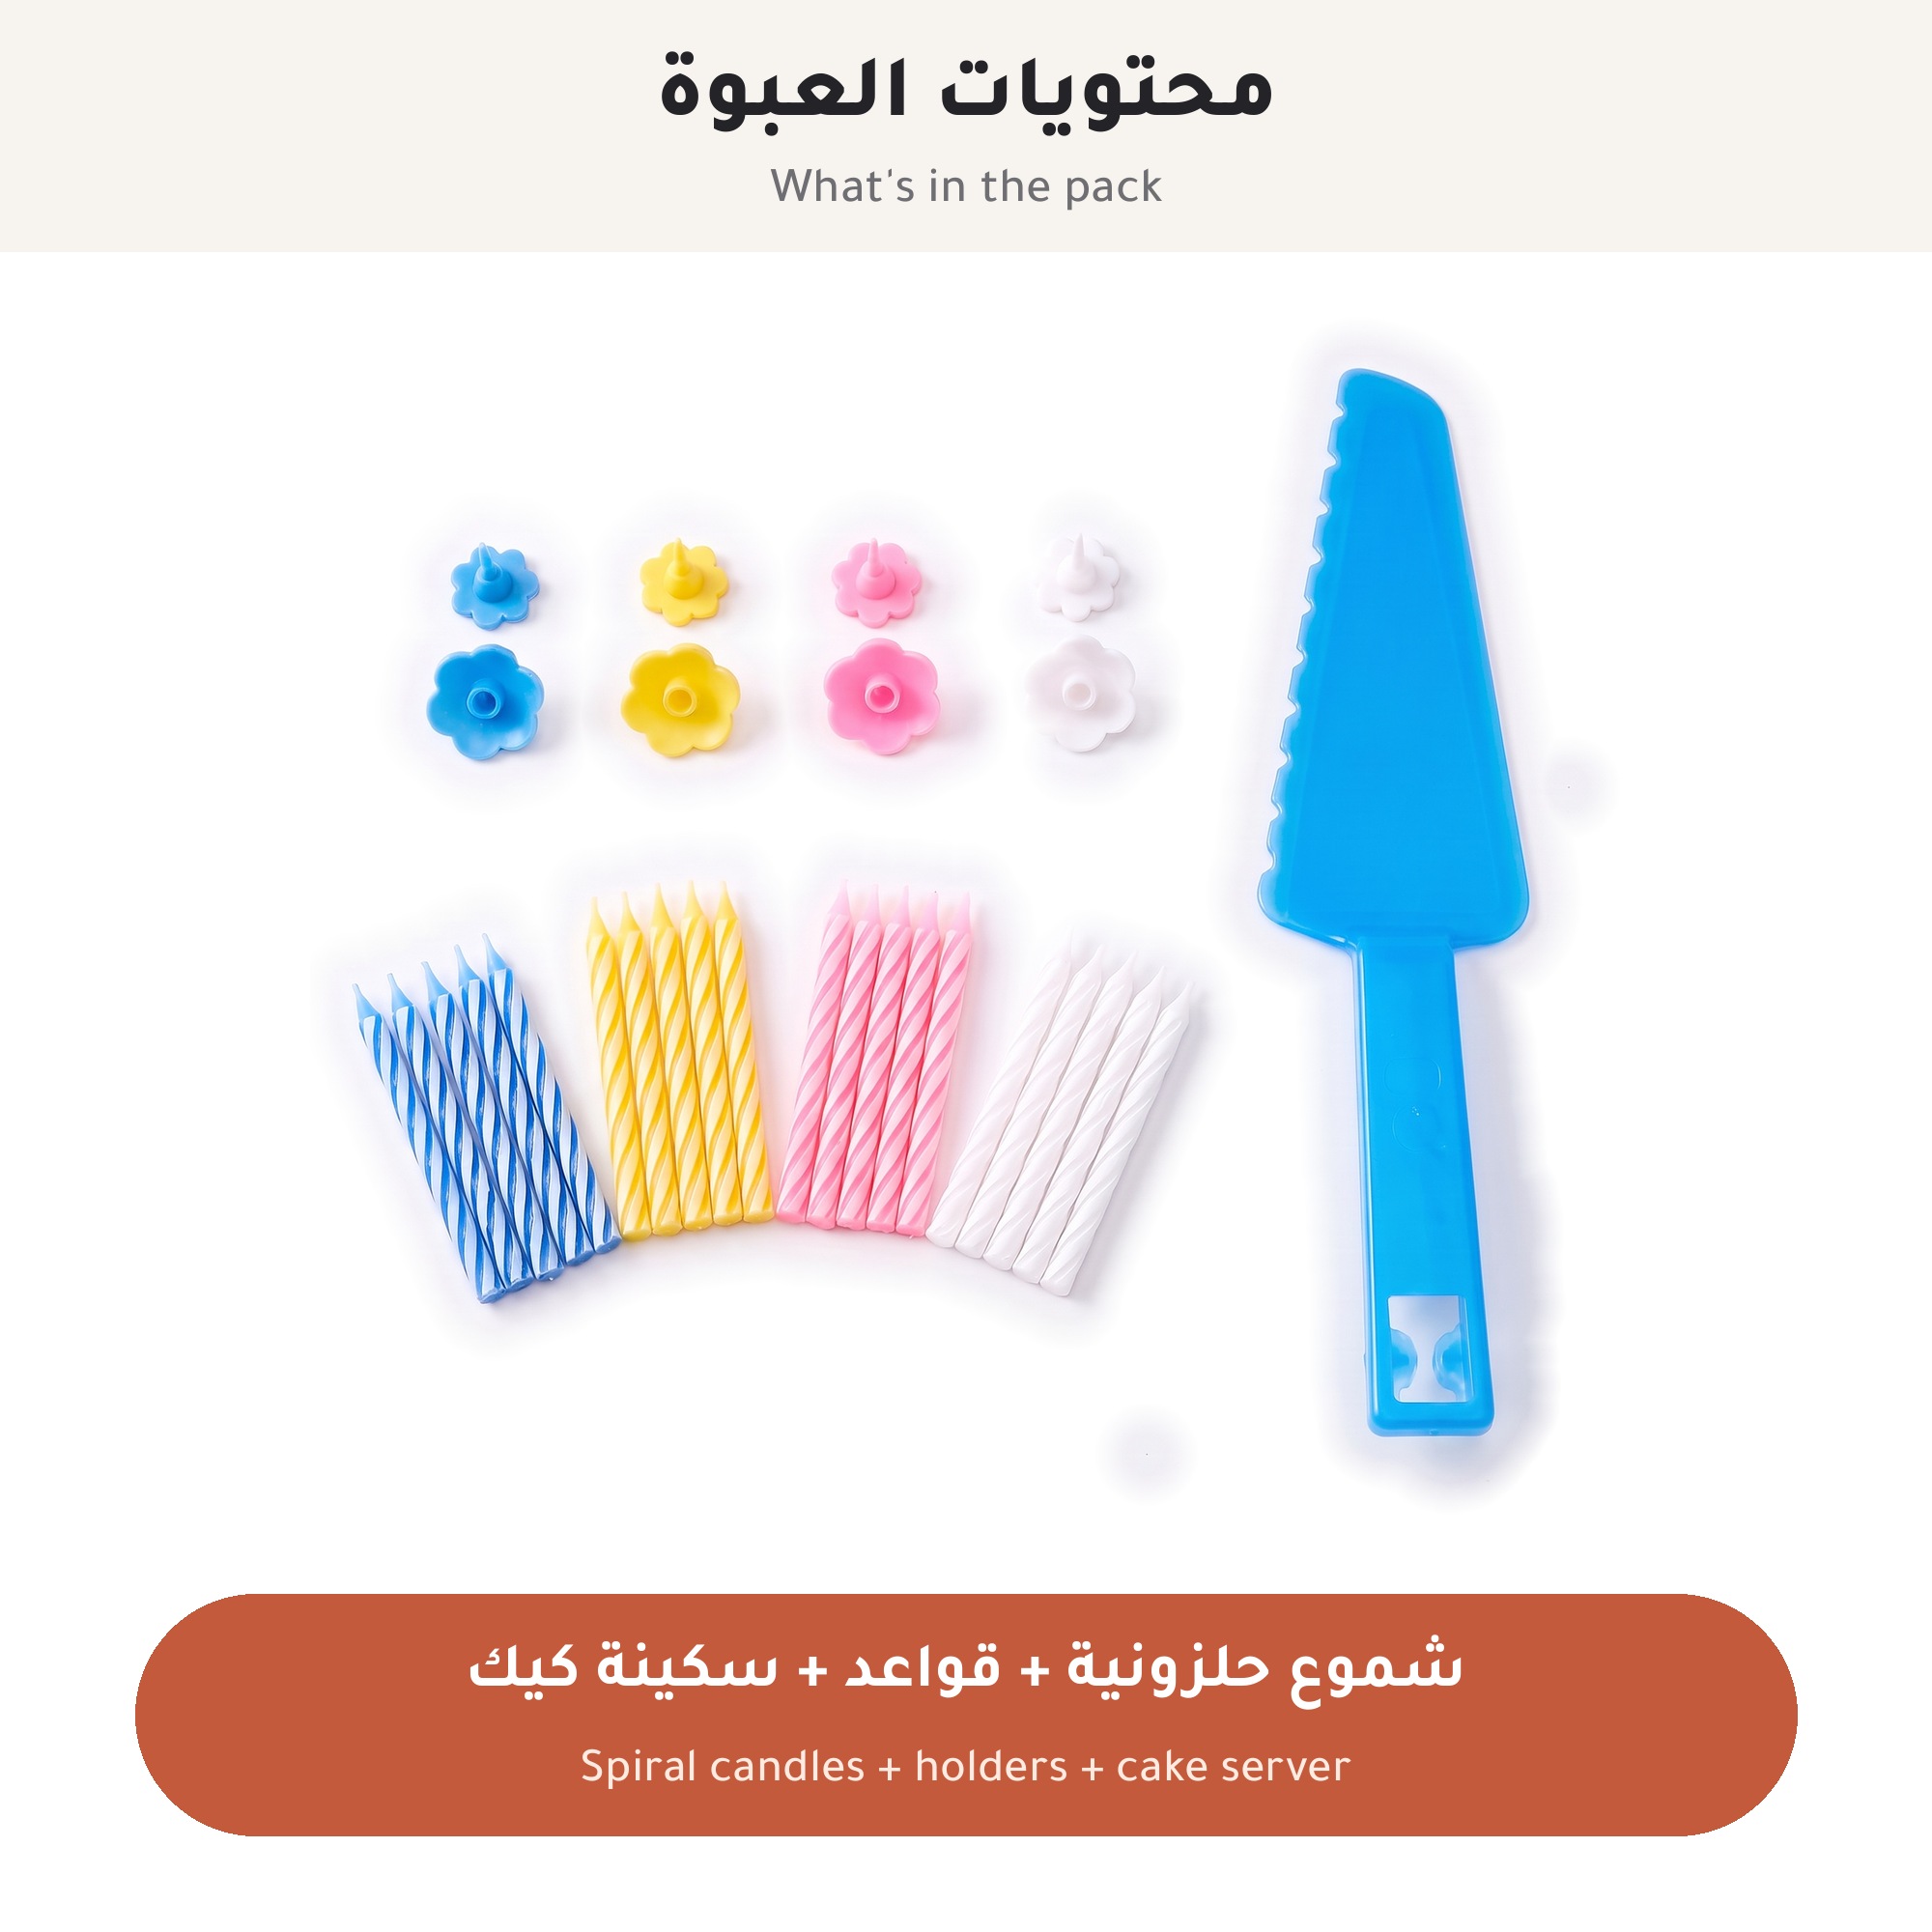 محتويات العبوة
What's in the pack
شموع حلزونية + قواعد + سكينة كيك
Spiral candles + holders + cake server